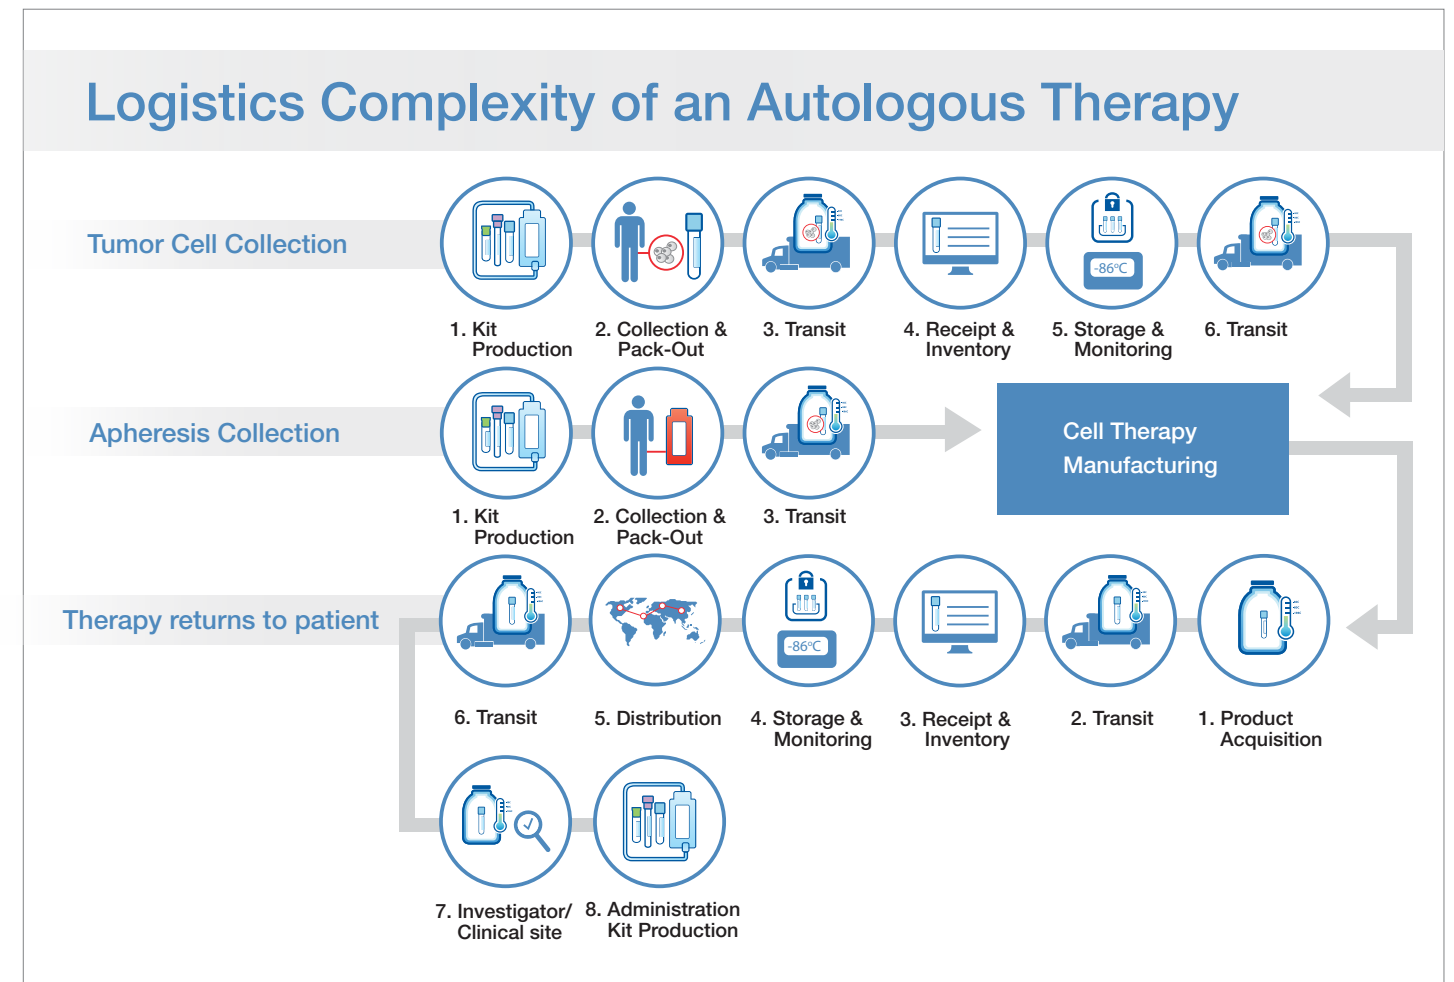 Logistics Complexity of an Autologous Therapy
Tumor Cell Collection
-86°C
1. Kit
Production
2. Collection &
Pack-Out
3. Transit
4. Receipt &
Inventory
5. Storage &
Monitoring
6. Transit
Apheresis Collection
Cell Therapy
Manufacturing
1. Kit
Production
2. Collection &
Pack-Out
3. Transit
Therapy returns to patient
-86°C
6. Transit
5. Distribution
4. Storage &
Monitoring
3. Receipt &
Inventory
2. Transit
1. Product
Acquisition
7. Investigator/
Clinical site
8. Administration
Kit Production